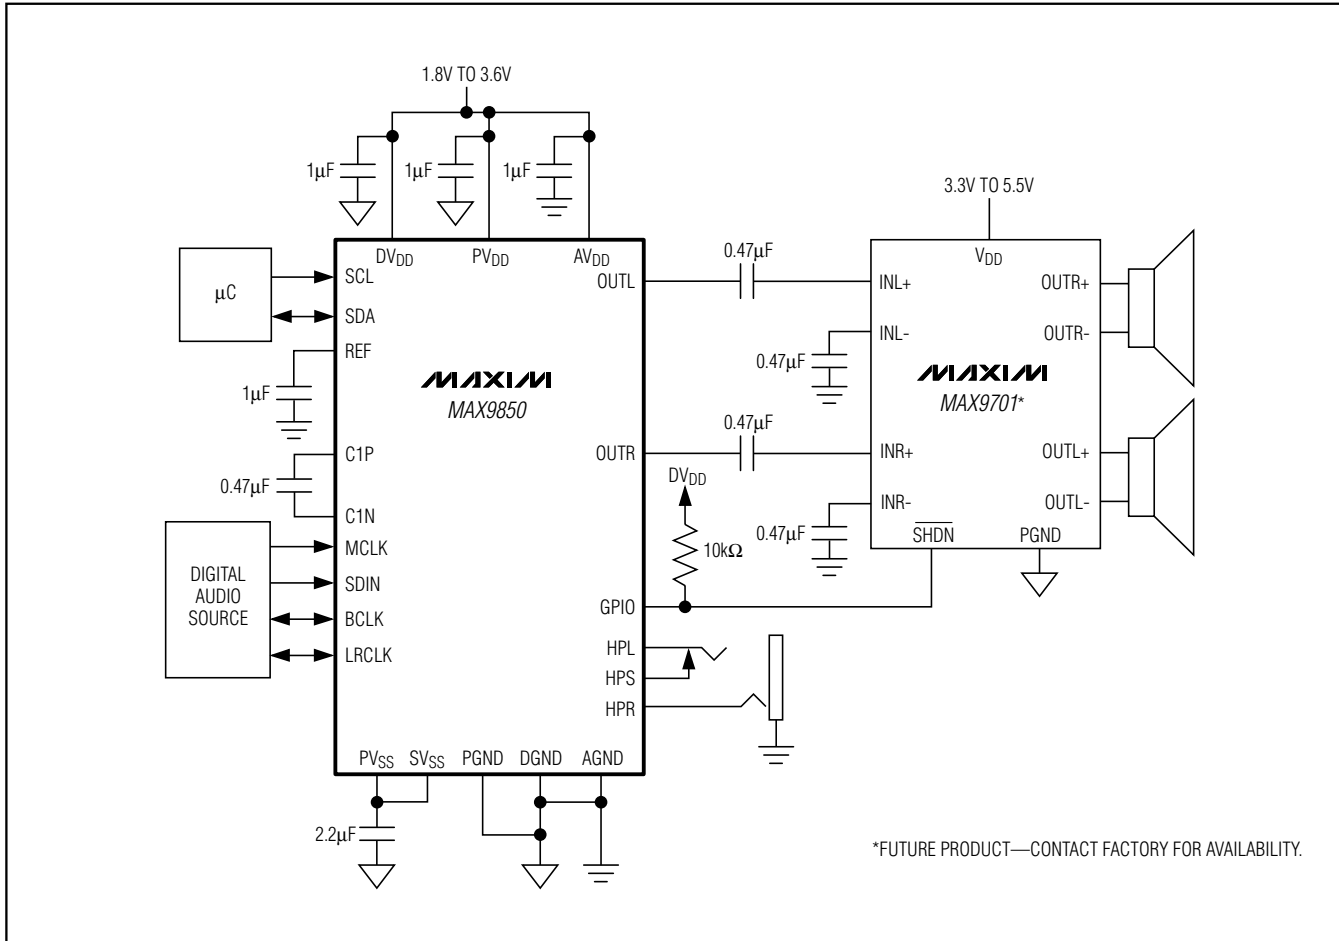 1.8V TO 3.6V
1μF
1μF
1μF
3.3V TO 5.5V
DVDD
PVDD
AVDD
0.47μF
VDD
μC
SCL
SDA
REF
OUTL
INL+
OUTR+
INL-
OUTR-
0.47μF
1μF
MAXIM
MAX9850
MAXIM
MAX9701*
0.47μF
C1P
OUTR
INR+
OUTL+
0.47μF
DVDD
C1N
INR-
OUTL-
0.47μF
SHDN
PGND
10kΩ
DIGITAL
AUDIO
SOURCE
MCLK
SDIN
BCLK
LRCLK
GPIO
HPL
HPS
HPR
PVSS
SVSS
PGND
DGND
AGND
2.2μF
*FUTURE PRODUCT—CONTACT FACTORY FOR AVAILABILITY.